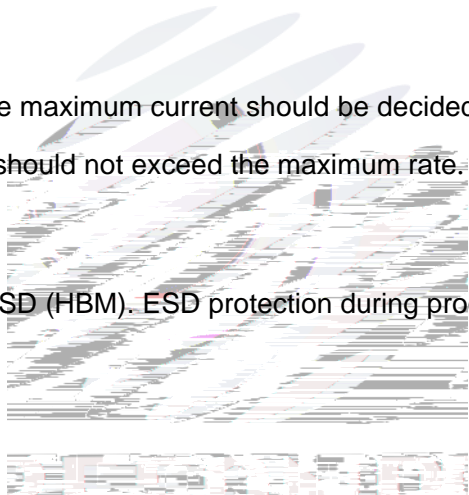 e maximum current should be decided
should not exceed the maximum rate.
SD (HBM). ESD protection during pro